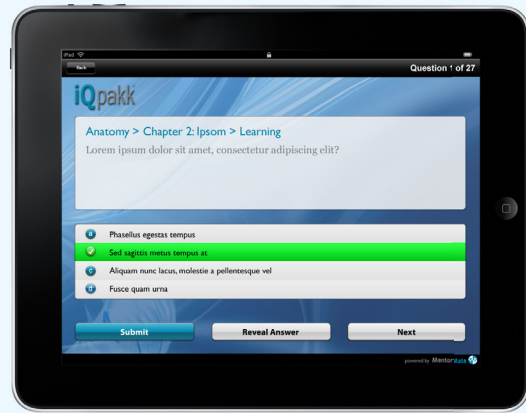 iPad
Back
Question 1 of 27
iQpakk
Anatomy > Chapter 2: Ipsom > Learning
Lorem ipsum dolor sit amet, consectetur adipiscing elit?
a Phasellus egestas tempus
Sed sagittis metus tempus at
c Aliquam nunc lacus, molestie a pellentesque vel
d Fusce quam urna
Submit
Reveal Answer
Next
powered by Mentormate